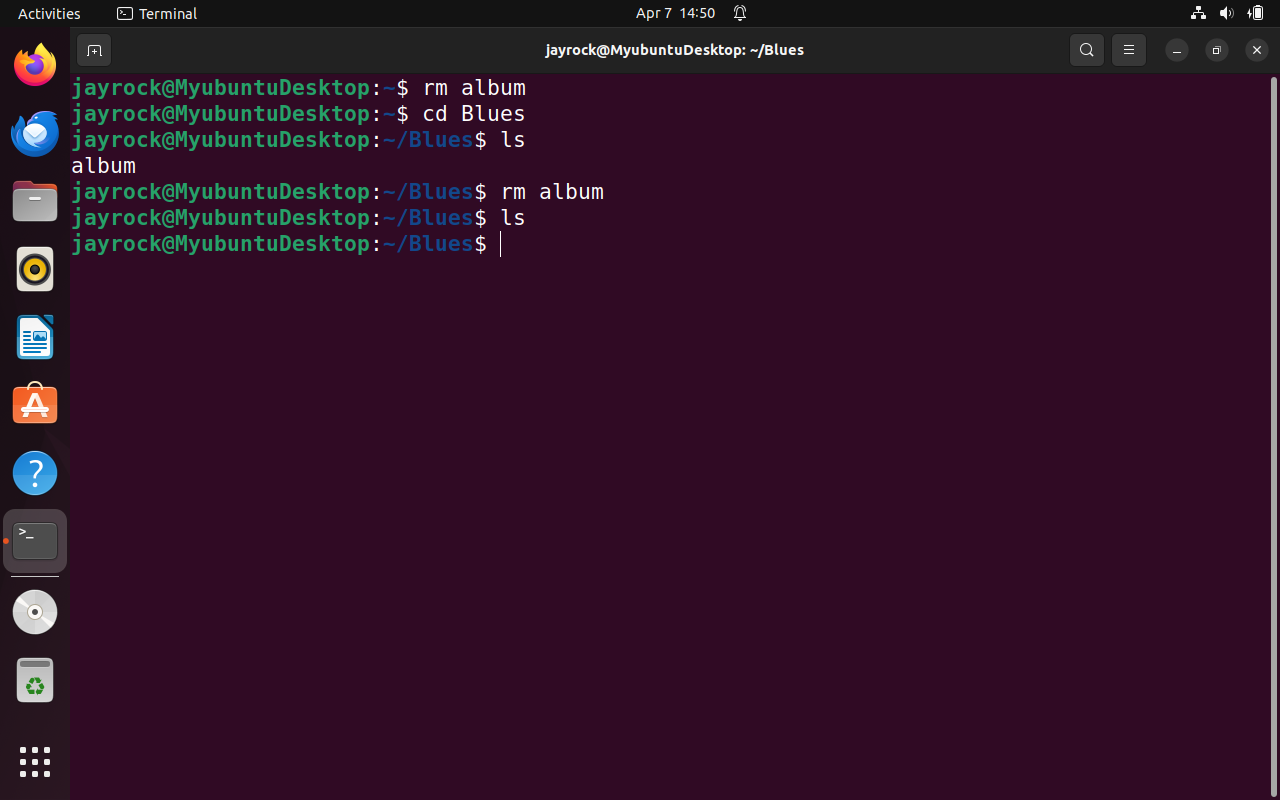 Activities Terminal Apr 7 14:50
jayrock@MyubuntuDesktop: ~/Blues
jayrock@MyubuntuDesktop:~$ rm album
jayrock@MyubuntuDesktop:~$ cd Blues
jayrock@MyubuntuDesktop:~/Blues$ ls
album
jayrock@MyubuntuDesktop:~/Blues$ rm album
jayrock@MyubuntuDesktop:~/Blues$ ls
jayrock@MyubuntuDesktop:~/Blues$